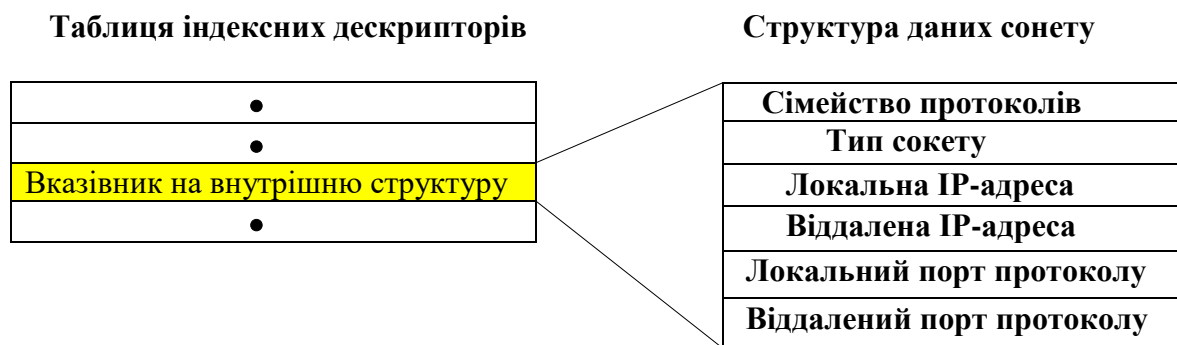 Таблиця індексних дескрипторів
Структура даних сонету
Вказівник на внутрішню структуру
Сімейство протоколів
Тип сокету
Локальна IP-адреса
Віддалена IP-адреса
Локальний порт протоколу
Віддалений порт протоколу